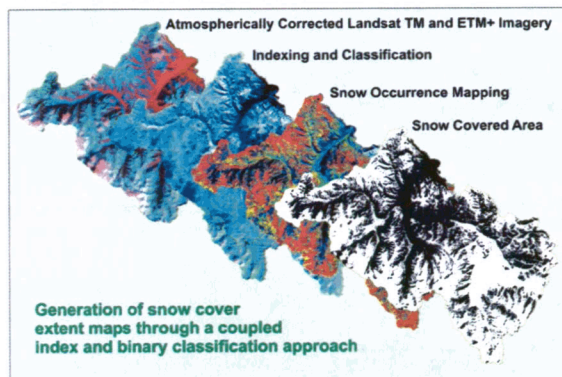 Atmospherically Corrected Landsat TM and ETM+ Imagery
Indexing and Classification
Snow Occurrence Mapping
Snow Covered Area
Generation of snow cover
extent maps through a coupled
index and binary classification approach